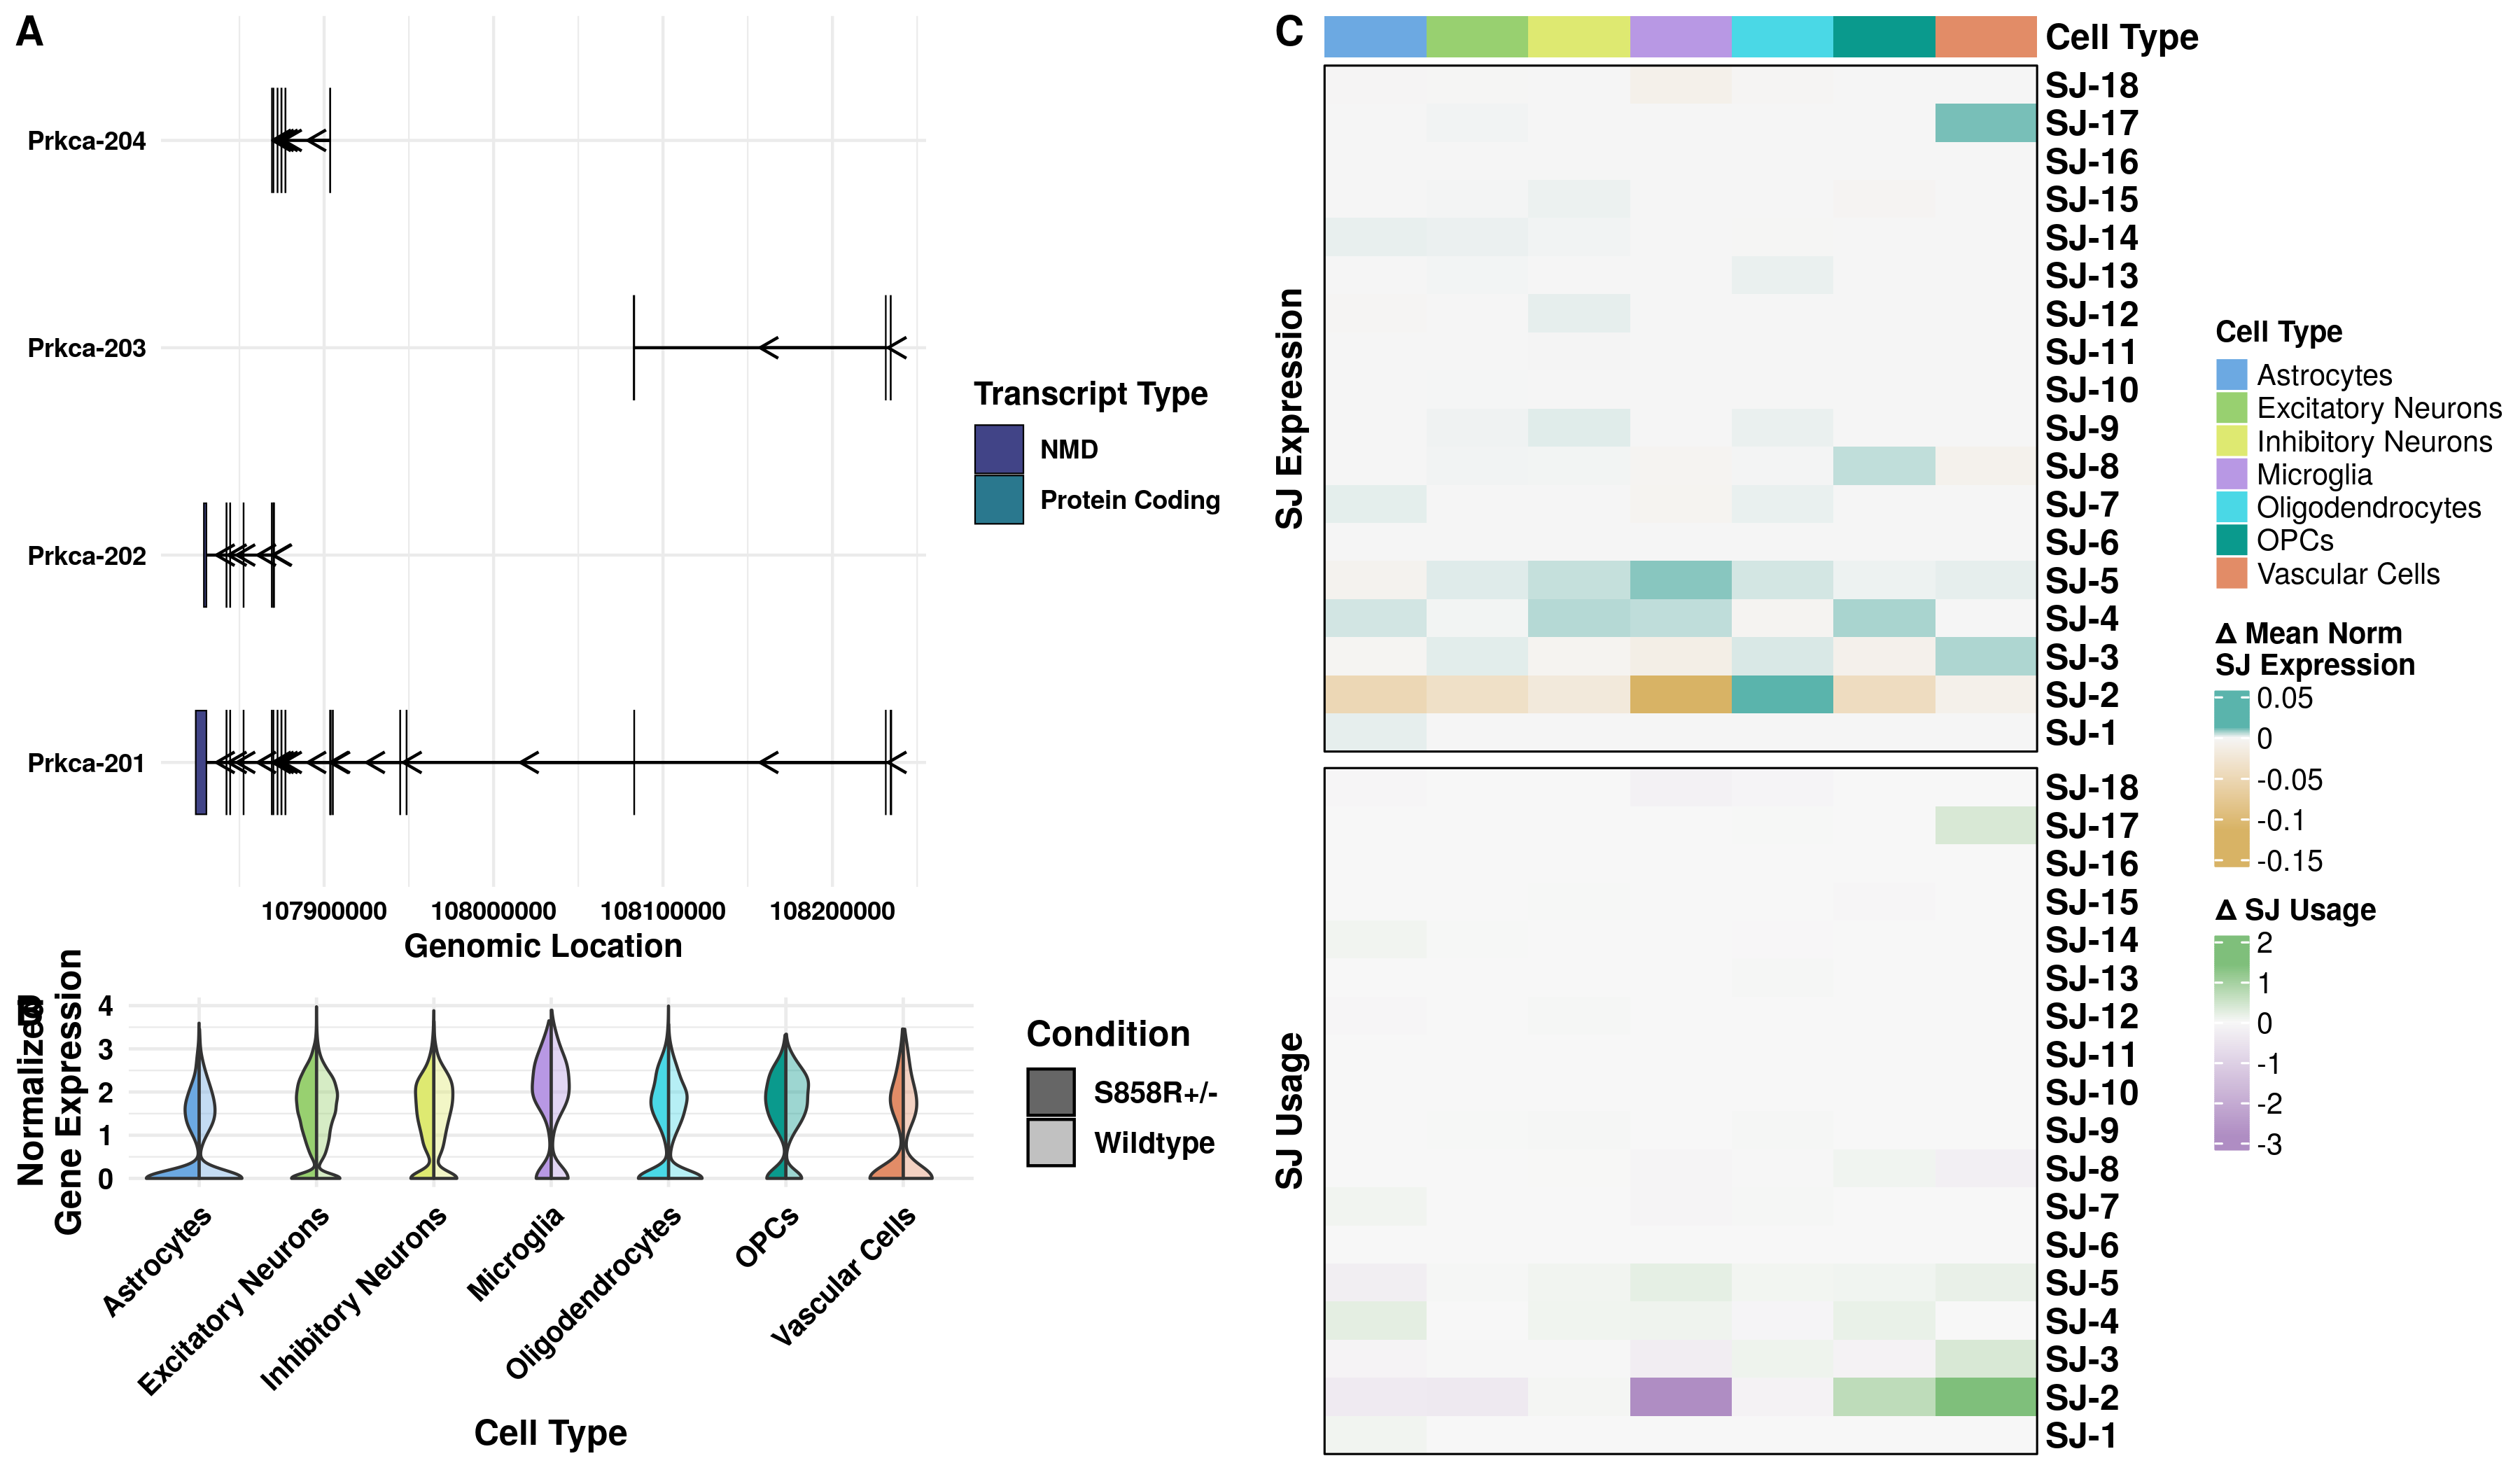 A
Prkca-204
Prkca-203
Prkca-202
Prkca-201
107900000
108000000
108100000
108200000
Genomic Location
Transcript Type
NMD
Protein Coding
Normalized
Gene Expression
4
3
2
1
0
Astrocytes
Excitatory Neurons
Inhibitory Neurons
Microglia
Oligodendrocytes
OPCs
Vascular Cells
Cell Type
Condition
S858R+/-
Wildtype
C
Cell Type
SJ Expression
SJ-18
SJ-17
SJ-16
SJ-15
SJ-14
SJ-13
SJ-12
SJ-11
SJ-10
SJ-9
SJ-8
SJ-7
SJ-6
SJ-5
SJ-4
SJ-3
SJ-2
SJ-1
SJ Usage
SJ-18
SJ-17
SJ-16
SJ-15
SJ-14
SJ-13
SJ-12
SJ-11
SJ-10
SJ-9
SJ-8
SJ-7
SJ-6
SJ-5
SJ-4
SJ-3
SJ-2
SJ-1
Cell Type
Astrocytes
Excitatory Neurons
Inhibitory Neurons
Microglia
Oligodendrocytes
OPCs
Vascular Cells
Δ Mean Norm
SJ Expression
0.05
0
-0.05
-0.1
-0.15
Δ SJ Usage
2
1
0
-1
-2
-3